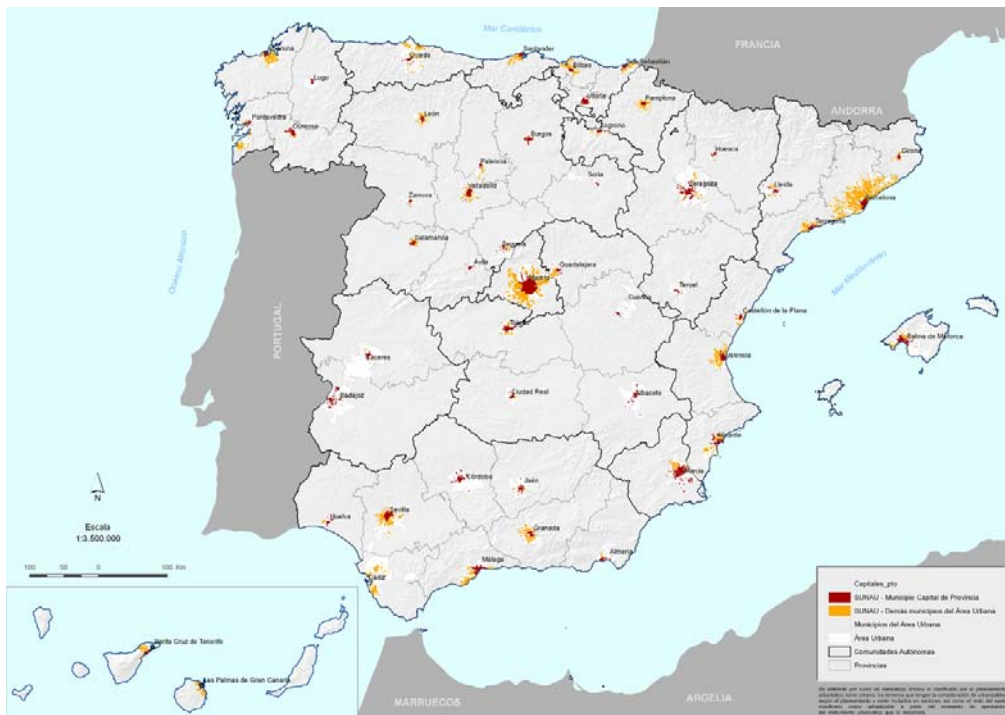 Mar Cantábrico
FRANCIA
Coruña
Oviedo
Santander
Bilbao
San Sebastián
Lugo
Vitoria
Pamplona
ANDORRA
Pontevedra
Ourense
León
Burgos
Logroño
Huesca
Girona
Palencia
Soria
Zaragoza
Lleida
Barcelona
Zamora
Valladolid
Tarragona
Océano Atlántico
Salamanca
Segovia
Mar Mediterráneo
Avila
Madrid
Guadalajara
Teruel
Cuenca
PORTUGAL
Toledo
Castellón de la Plana
Palma de Mallorca
Cáceres
Valencia
Badajoz
Ciudad Real
Albacete
Alicante
Murcia
Córdoba
Jaén
N
Escala
1:3.500.000
100 50 0 100 Km
Huelva
Sevilla
Granada
Málaga
Almería
Cádiz
Santa Cruz de Tenerife
Las Palmas de Gran Canaria
MARRUECOS
ARGELIA
Capitales_pto
SUNAU - Municipio Capital de Provincia
SUNAU - Demás municipios del Área Urbana
Municipios del Área Urbana
Área Urbana
Comunidades Autónomas
Provincias